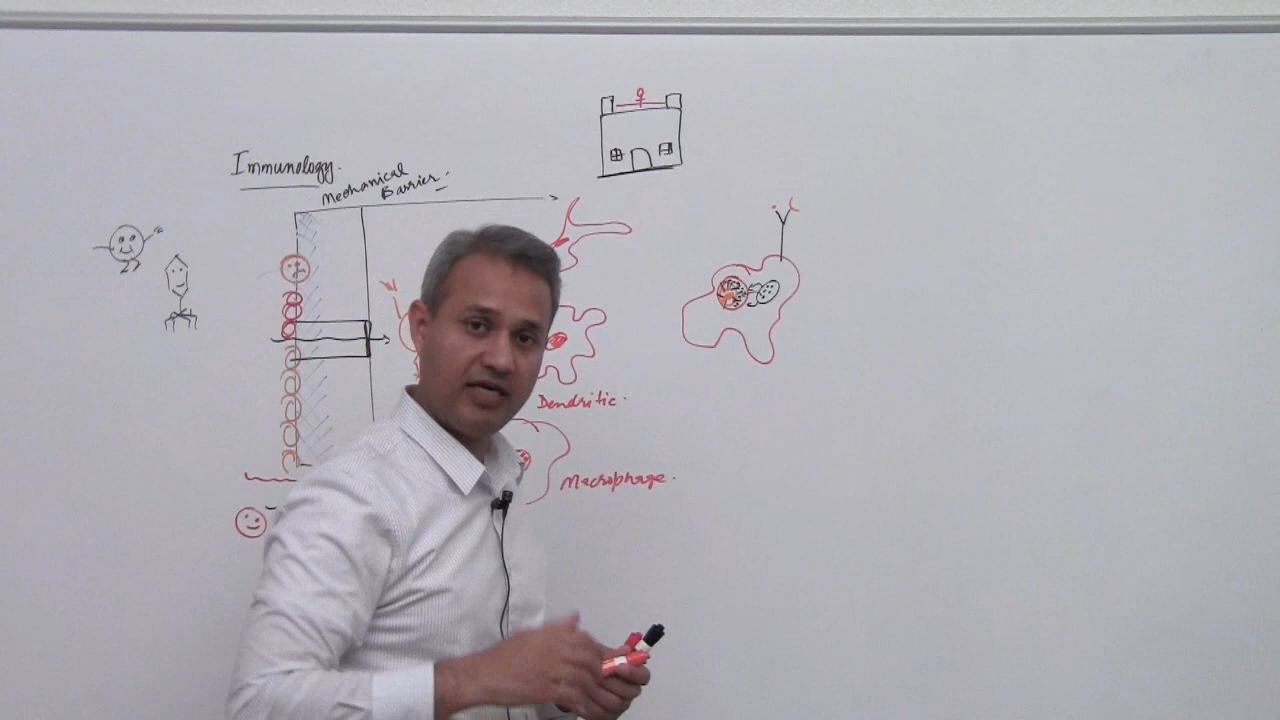 Immunology.
Mechanical
Barrier.
Dendritic.
Macrophage.